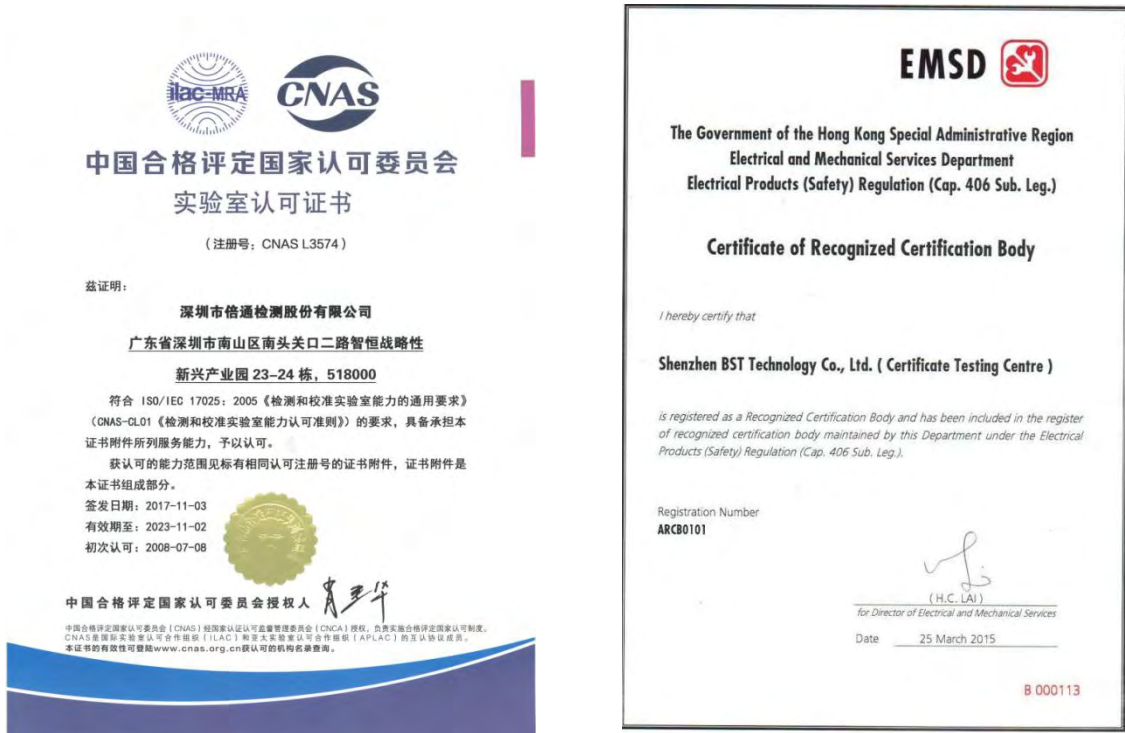 ilac-MRA
CNAS
中国合格评定国家认可委员会
实验室认可证书
（注册号：CNAS L3574）
兹证明：
深圳市倍通检测股份有限公司
广东省深圳市南山区南头关口二路智恒战略性
新兴产业园 23-24 栋，518000
符合 ISO/IEC 17025：2005《检测和校准实验室能力的通用要求》
（CNAS-CL01《检测和校准实验室能力认可准则》）的要求，具备承担本
证书附件所列服务能力，予以认可。
获认可的能力范围见标有相同认可注册号的证书附件，证书附件是
本证书组成部分。
签发日期：2017-11-03
有效期至：2023-11-02
初次认可：2008-07-08
中国合格评定国家认可委员会授权人
中国合格评定国家认可委员会（CNAS）经国家认证认可监督管理委员会（CNCA）授权，负责实施合格评定国家认可制度。
CNAS是国际实验室认可合作组织（ILAC）和亚太实验室认可合作组织（APLAC）的互认协议成员。
本证书的有效性可登陆www.cnas.org.cn获认可的机构名录查询。
EMSD
The Government of the Hong Kong Special Administrative Region
Electrical and Mechanical Services Department
Electrical Products (Safety) Regulation (Cap. 406 Sub. Leg.)
Certificate of Recognized Certification Body
I hereby certify that
Shenzhen BST Technology Co., Ltd. ( Certificate Testing Centre )
is registered as a Recognized Certification Body and has been included in the register
of recognized certification body maintained by this Department under the Electrical
Products (Safety) Regulation (Cap. 406 Sub. Leg.).
Registration Number
ARCB0101
( H.C. LAI )
for Director of Electrical and Mechanical Services
Date 25 March 2015
B 000113